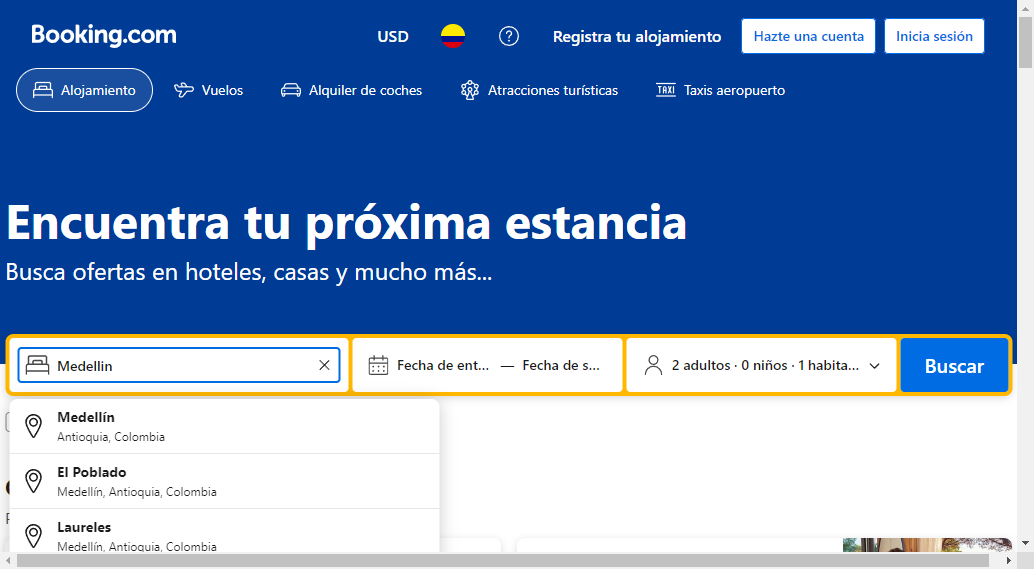 Booking.com
USD
Registra tu alojamiento
Hazte una cuenta
Inicia sesión
Alojamiento
Vuelos
Alquiler de coches
Atracciones turísticas
TAXI
Taxis aeropuerto
Encuentra tu próxima estancia
Busca ofertas en hoteles, casas y mucho más...
Medellin
Fecha de ent... — Fecha de s...
2 adultos · 0 niños · 1 habita...
Buscar
Medellín
Antioquia, Colombia
El Poblado
Medellín, Antioquia, Colombia
Laureles
Medellín, Antioquia, Colombia